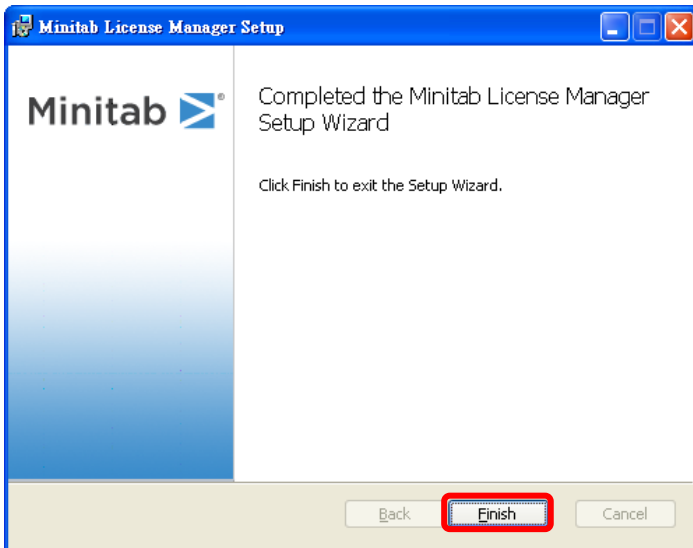 Minitab License Manager Setup
Minitab®
Completed the Minitab License Manager
Setup Wizard
Click Finish to exit the Setup Wizard.
Back Finish Cancel